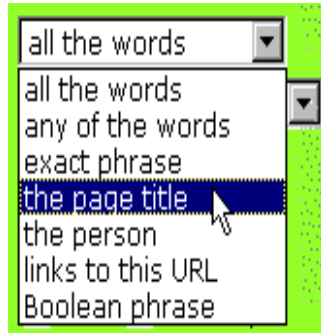 all the words
all the words
any of the words
exact phrase
the page title
the person
links to this URL
Boolean phrase